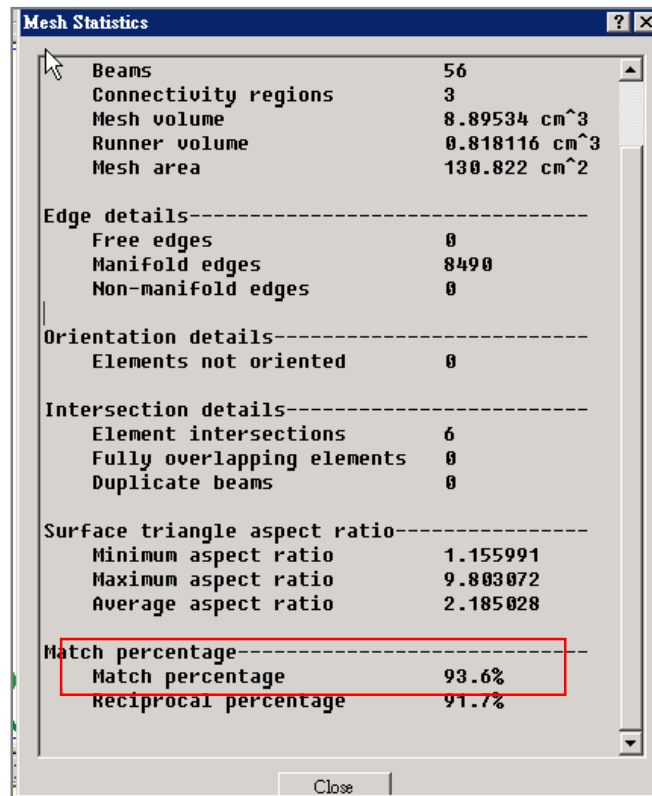 Mesh Statistics
Beams 56
Connectivity regions 3
Mesh volume 8.89534 cm^3
Runner volume 0.818116 cm^3
Mesh area 130.822 cm^2
Edge details---------------------------------
Free edges 0
Manifold edges 8490
Non-manifold edges 0
Orientation details--------------------------
Elements not oriented 0
Intersection details-------------------------
Element intersections 6
Fully overlapping elements 0
Duplicate beams 0
Surface triangle aspect ratio----------------
Minimum aspect ratio 1.155991
Maximum aspect ratio 9.803072
Average aspect ratio 2.185028
Match percentage-----------------------------
Match percentage 93.6%
Reciprocal percentage 91.7%
Close